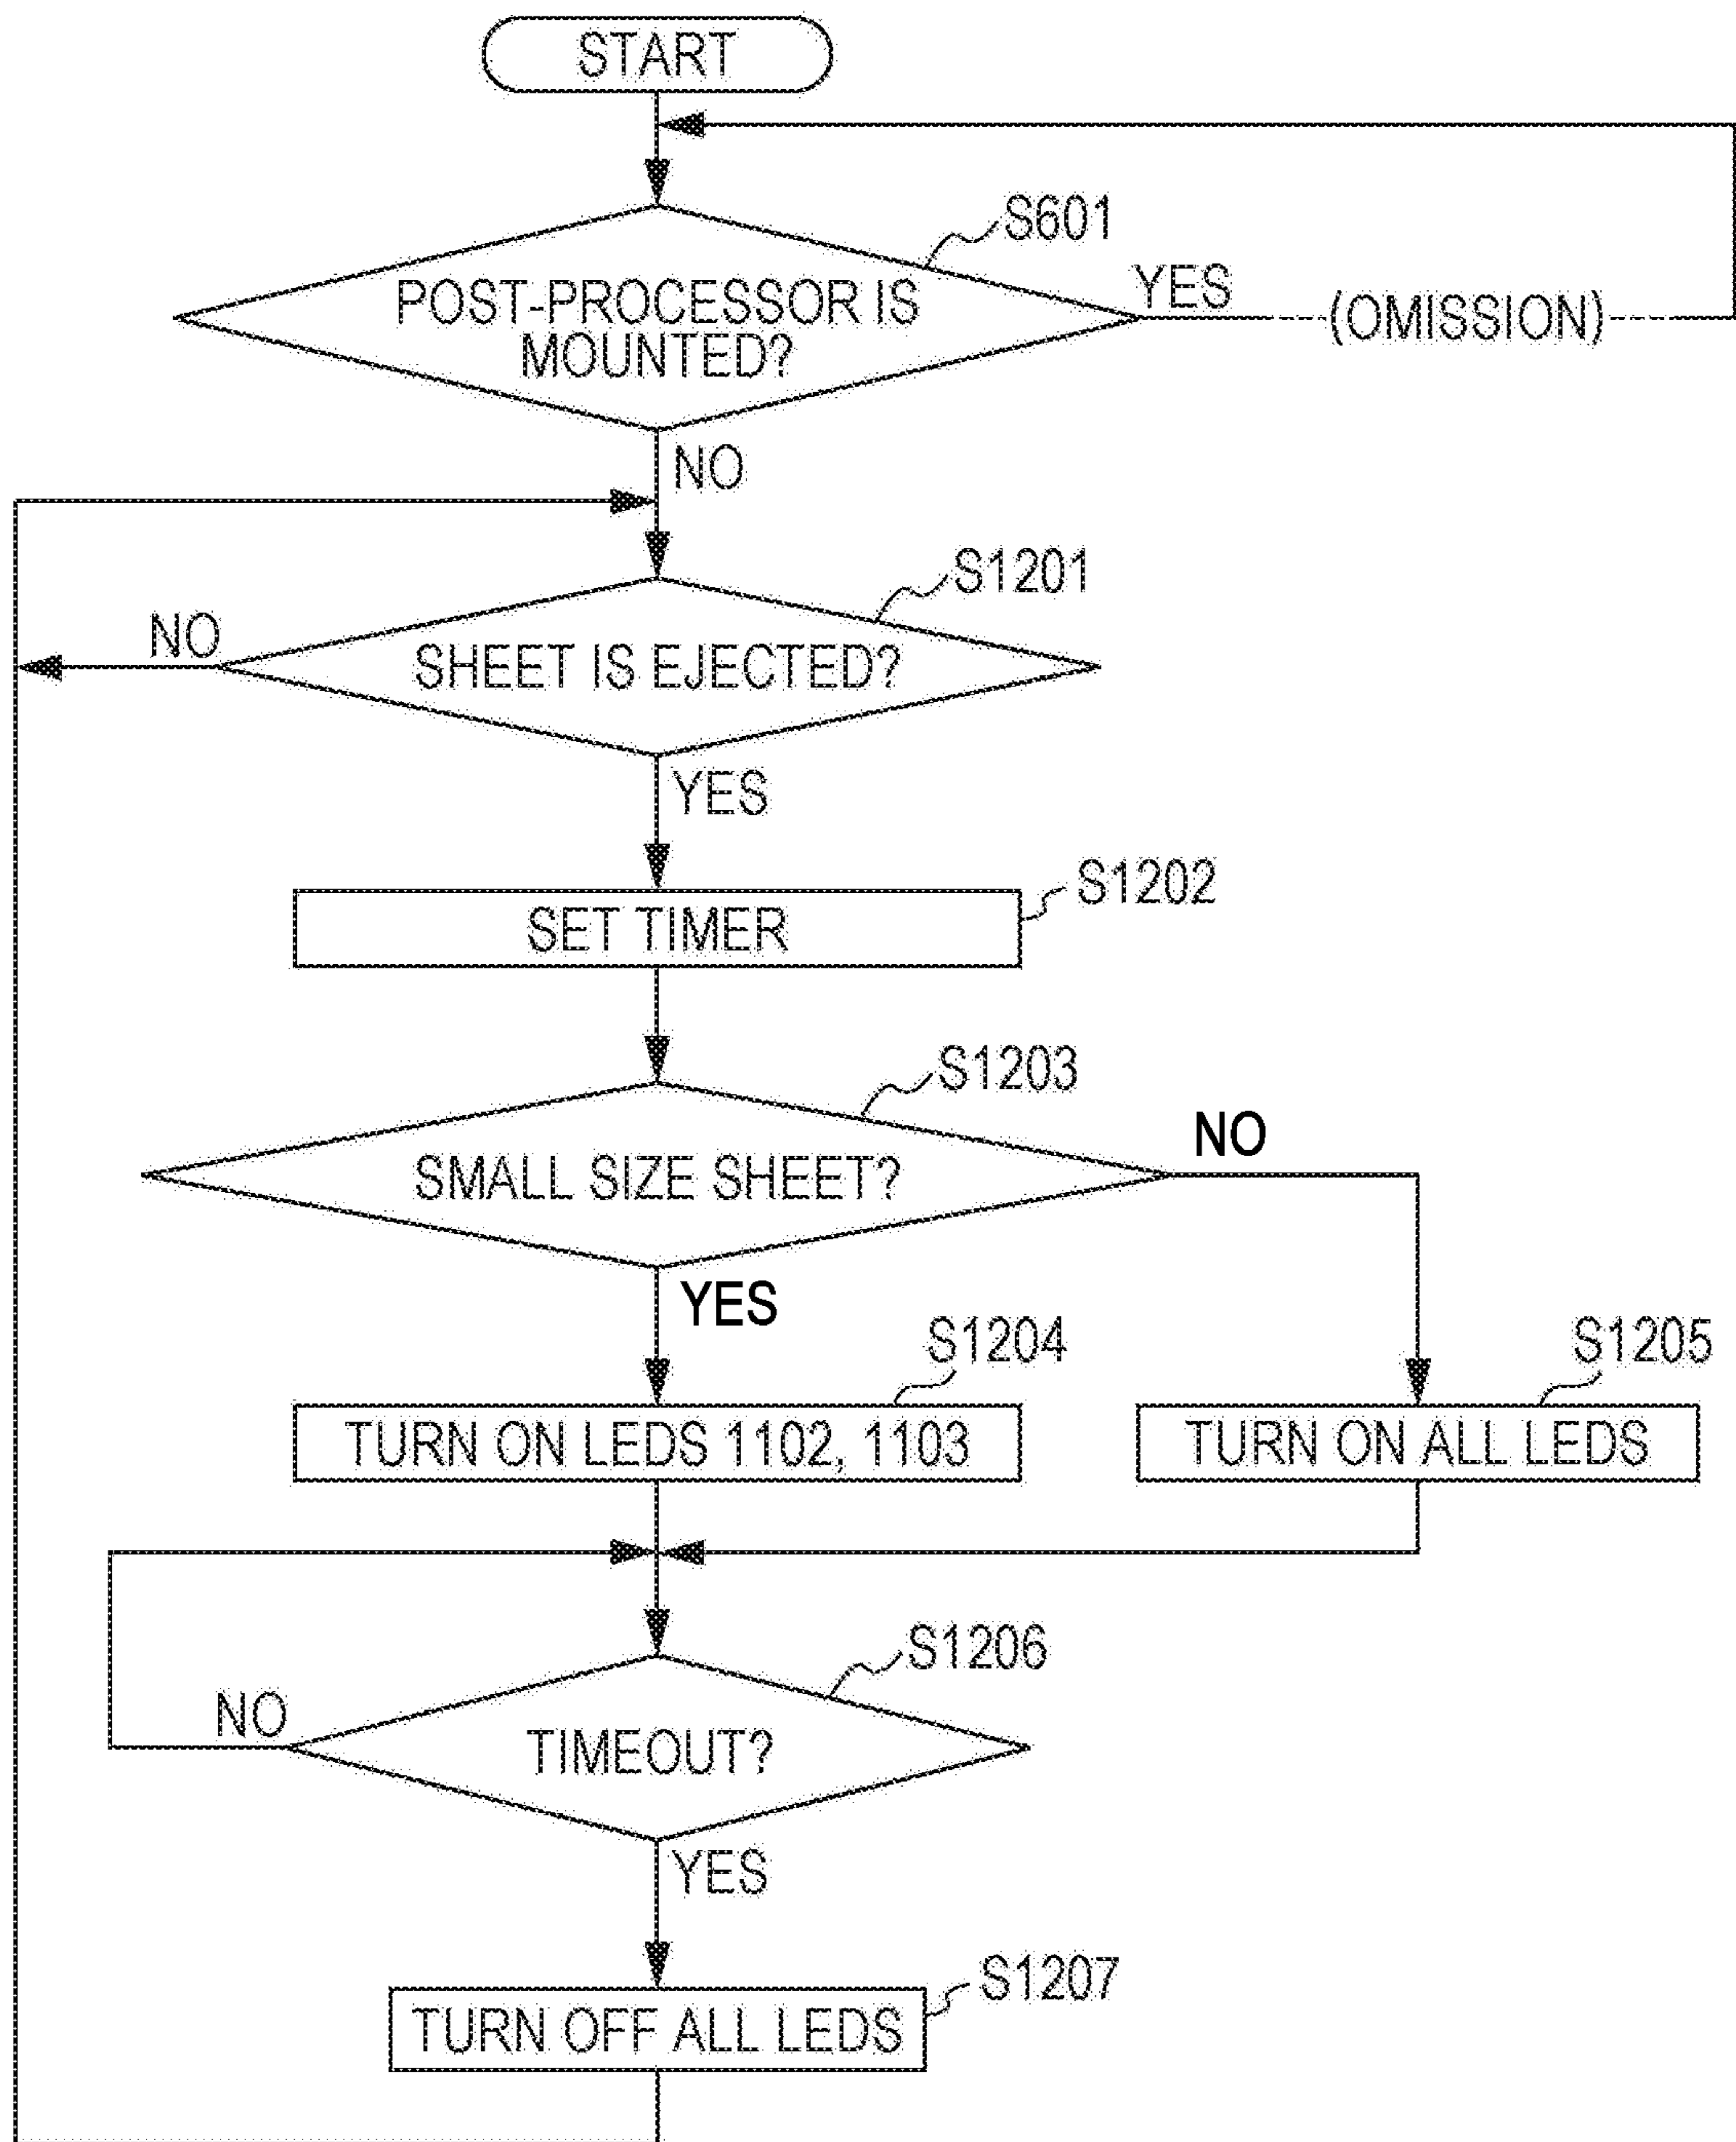 START
S601
POST-PROCESSOR IS
MOUNTED?
YES
(OMISSION)
NO
S1201
NO
SHEET IS EJECTED?
YES
S1202
SET TIMER
S1203
SMALL SIZE SHEET?
NO
YES
S1204
S1205
TURN ON LEDS 1102, 1103
TURN ON ALL LEDS
S1206
NO
TIMEOUT?
YES
S1207
TURN OFF ALL LEDS